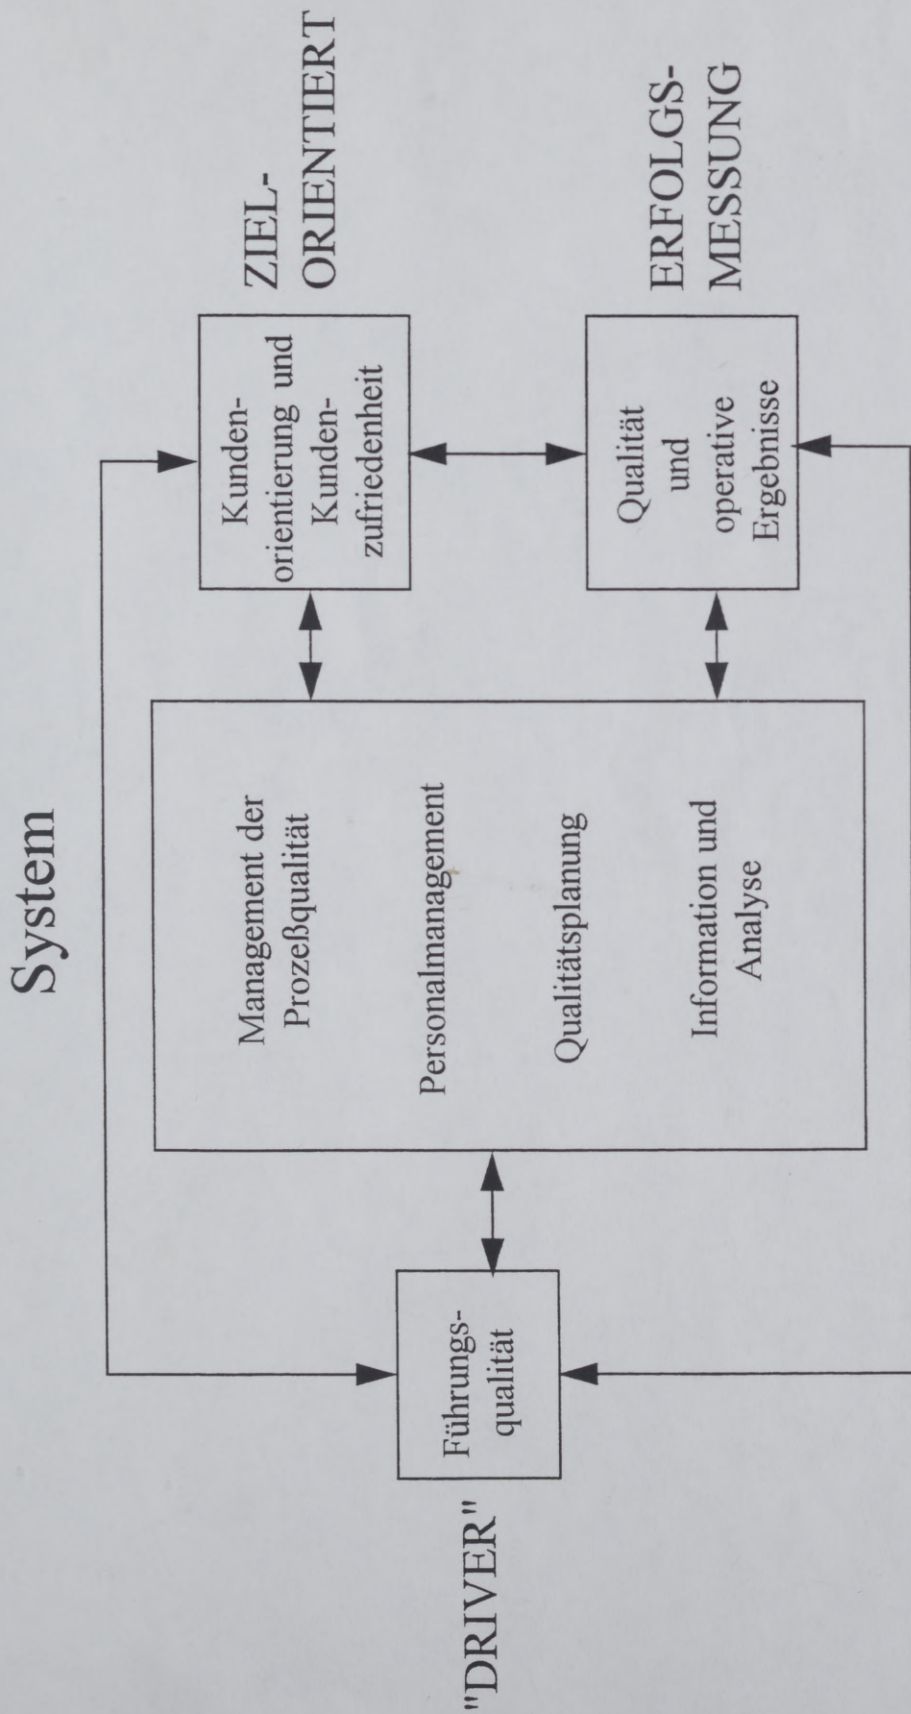 System
"DRIVER"
Führungs-
qualität
Management der
Prozeßqualität
Personalmanagement
Qualitätsplanung
Information und
Analyse
Kunden-
orientierung und
Kunden-
zufriedenheit
ZIEL-
ORIENTIERT
Qualität
und
operative
Ergebnisse
ERFOLGS-
MESSUNG